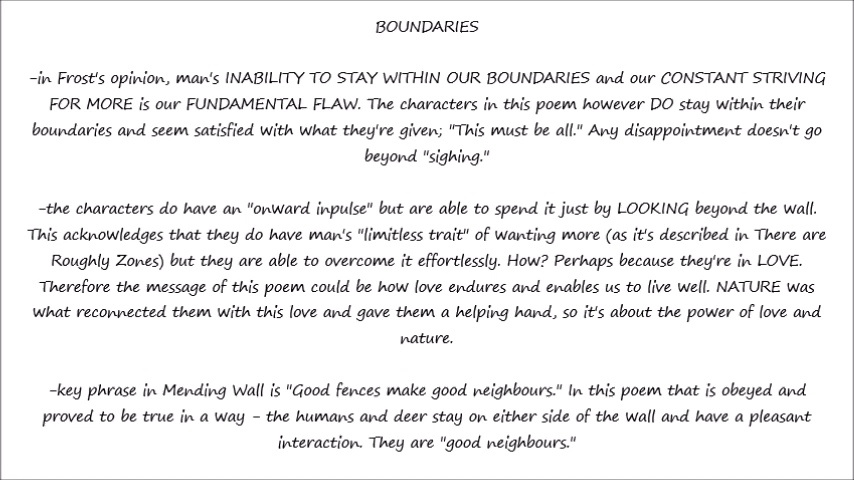 BOUNDARIES
-in Frost's opinion, man's INABILITY TO STAY WITHIN OUR BOUNDARIES and our CONSTANT STRIVING
FOR MORE is our FUNDAMENTAL FLAW. The characters in this poem however DO stay within their
boundaries and seem satisfied with what they're given; "This must be all." Any disappointment doesn't go
beyond "sighing."
-the characters do have an "onward inpulse" but are able to spend it just by LOOKING beyond the wall.
This acknowledges that they do have man's "limitless trait" of wanting more (as it's described in There are
Roughly Zones) but they are able to overcome it effortlessly. How? Perhaps because they're in LOVE.
Therefore the message of this poem could be how love endures and enables us to live well. NATURE was
what reconnected them with this love and gave them a helping hand, so it's about the power of love and
nature.
-key phrase in Mending Wall is "Good fences make good neighbours." In this poem that is obeyed and
proved to be true in a way - the humans and deer stay on either side of the wall and have a pleasant
interaction. They are "good neighbours."